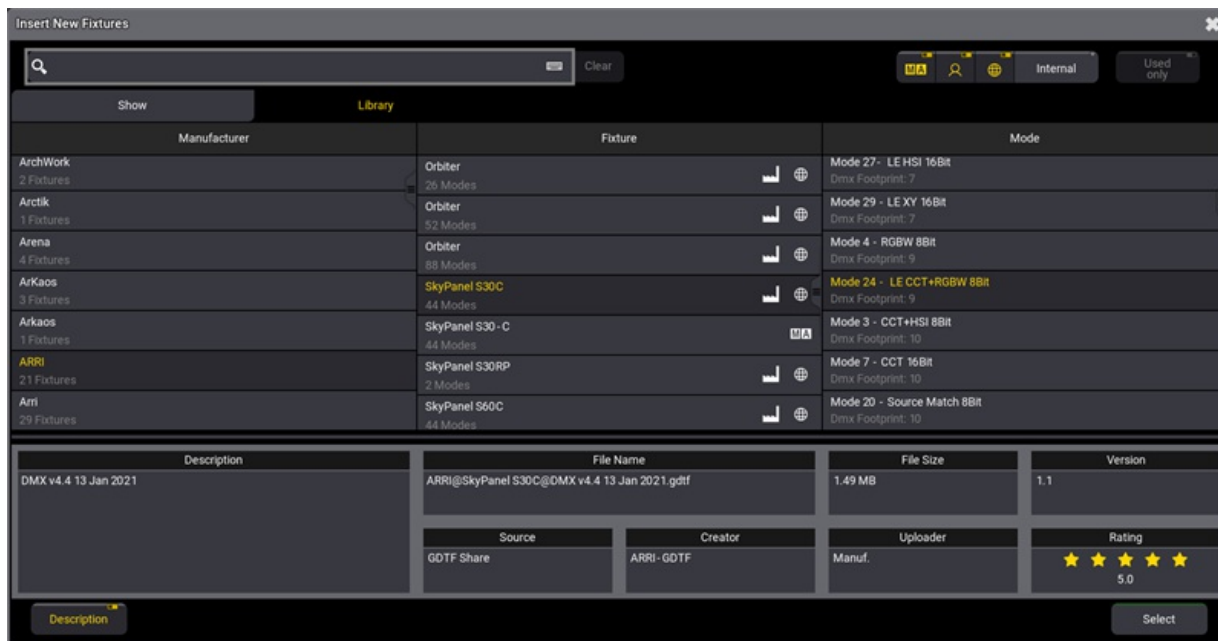 Insert New Fixtures
Clear
MA
Internal
Used only
Show
Library
Manufacturer
Fixture
Mode
ArchWork
2 Fixtures
Arctik
1 Fixtures
Arena
4 Fixtures
ArKaos
3 Fixtures
Arkaos
1 Fixtures
ARRI
21 Fixtures
Arri
29 Fixtures
Orbiter
26 Modes
Orbiter
52 Modes
Orbiter
88 Modes
SkyPanel S30C
44 Modes
SkyPanel S30-C
44 Modes
MA
SkyPanel S30RP
2 Modes
SkyPanel S60C
44 Modes
Mode 27- LE HSI 16Bit
Dmx Footprint: 7
Mode 29 - LE XY 16Bit
Dmx Footprint: 7
Mode 4 - RGBW 8Bit
Dmx Footprint: 9
Mode 24 - LE CCT+RGBW 8Bit
Dmx Footprint: 9
Mode 3 - CCT+HSI 8Bit
Dmx Footprint: 10
Mode 7 - CCT 16Bit
Dmx Footprint: 10
Mode 20 - Source Match 8Bit
Dmx Footprint: 10
Description
DMX v4.4 13 Jan 2021
File Name
ARRI@SkyPanel S30C@DMX v4.4 13 Jan 2021.gdtf
File Size
1.49 MB
Version
1.1
Source
GDTF Share
Creator
ARRI-GDTF
Uploader
Manuf.
Rating
5.0
Description
Select